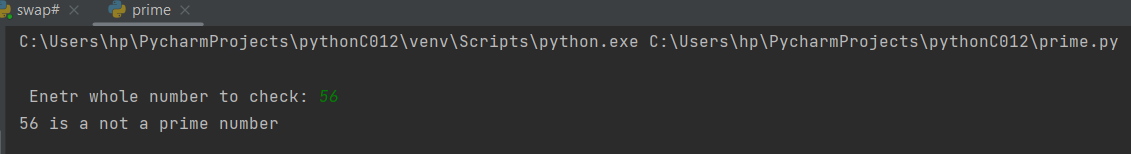 swap# × prime ×
C:\Users\hp\PycharmProjects\pythonC012\venv\Scripts\python.exe C:\Users\hp\PycharmProjects\pythonC012\prime.py
Enetr whole number to check: 56
56 is a not a prime number